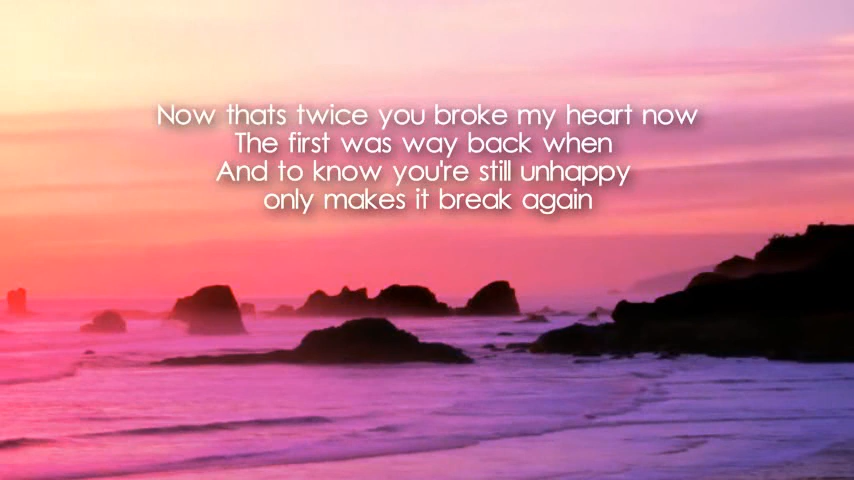 Now thats twice you broke my heart now
The first was way back when
And to know you're still unhappy
only makes it break again